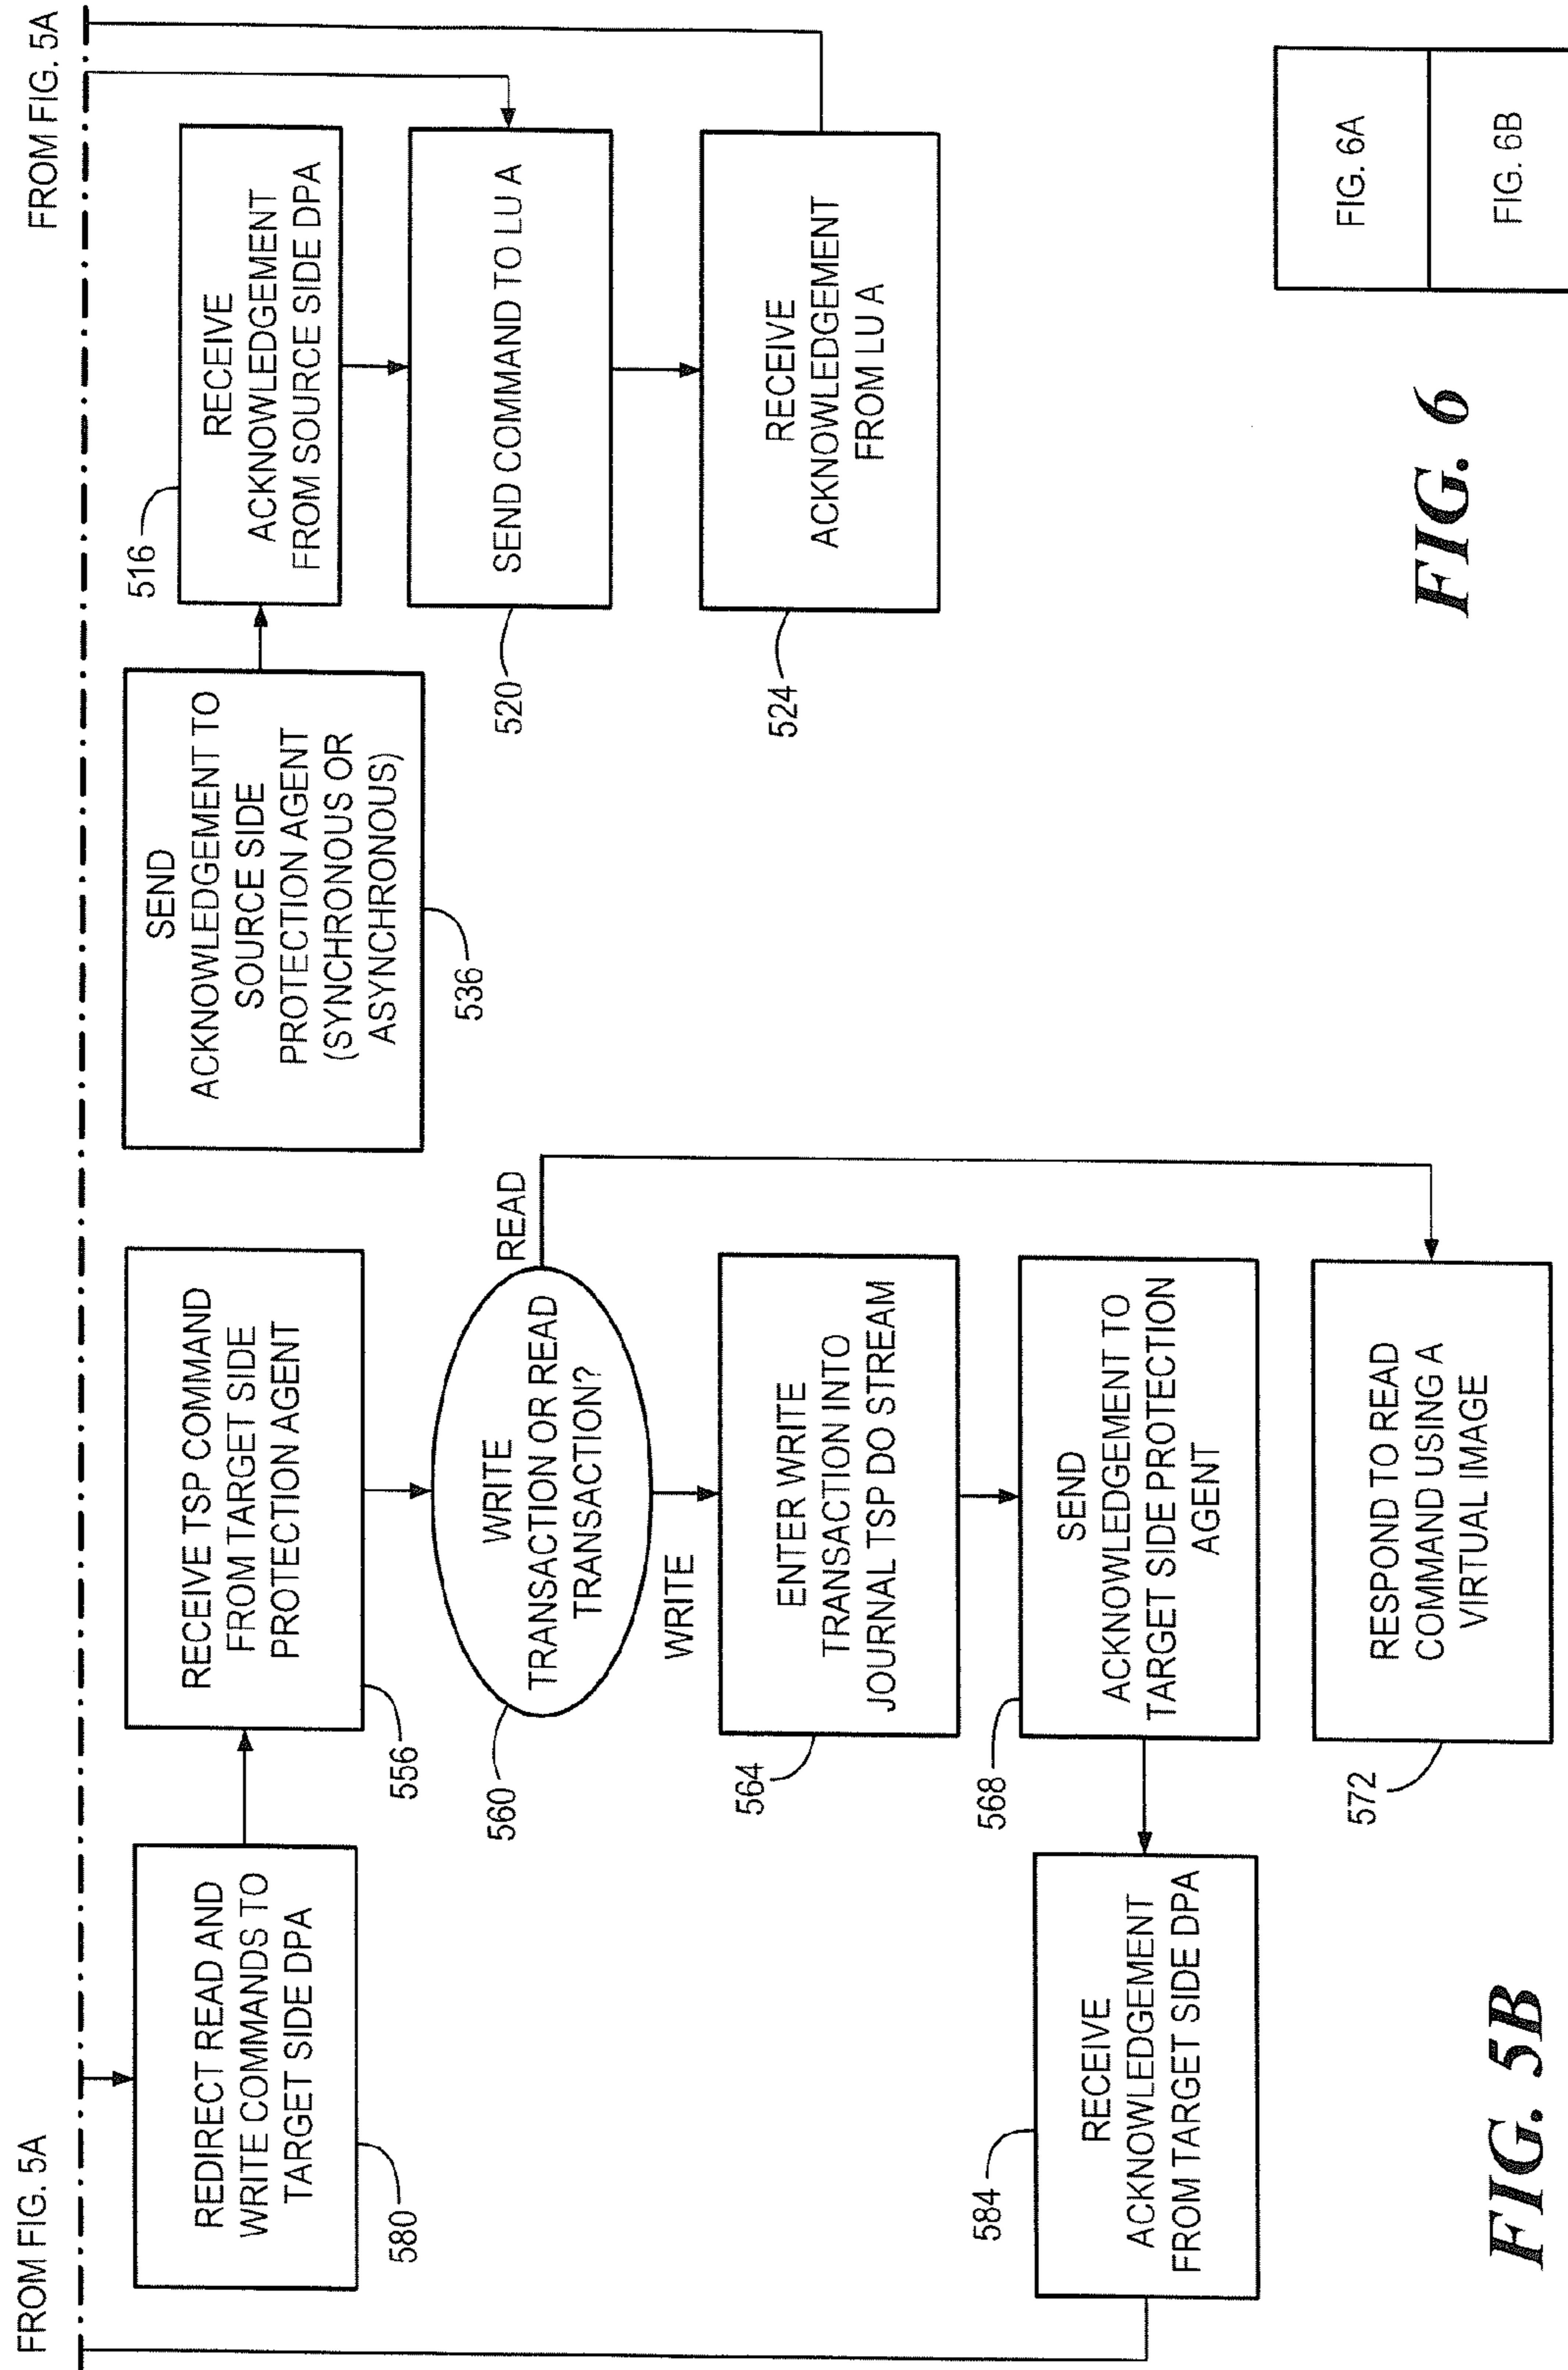 FROM FIG. 5A
FROM FIG. 5A
REDIRECT READ AND
WRITE COMMANDS TO
TARGET SIDE DPA
580
RECEIVE TSP COMMAND
FROM TARGET SIDE
PROTECTION AGENT
556
SEND
ACKNOWLEDGEMENT TO
SOURCE SIDE
PROTECTION AGENT
(SYNCHRONOUS OR
ASYNCHRONOUS)
536
516
RECEIVE
ACKNOWLEDGEMENT
FROM SOURCE SIDE DPA
SEND COMMAND TO LU A
520
RECEIVE
ACKNOWLEDGEMENT
FROM LU A
524
WRITE
TRANSACTION OR READ
TRANSACTION?
560
READ
WRITE
ENTER WRITE
TRANSACTION INTO
JOURNAL TSP DO STREAM
564
SEND
ACKNOWLEDGEMENT TO
TARGET SIDE PROTECTION
AGENT
568
584
RECEIVE
ACKNOWLEDGEMENT
FROM TARGET SIDE DPA
RESPOND TO READ
COMMAND USING A
VIRTUAL IMAGE
572
FIG. 5B
FIG. 6
FIG. 6A
FIG. 6B